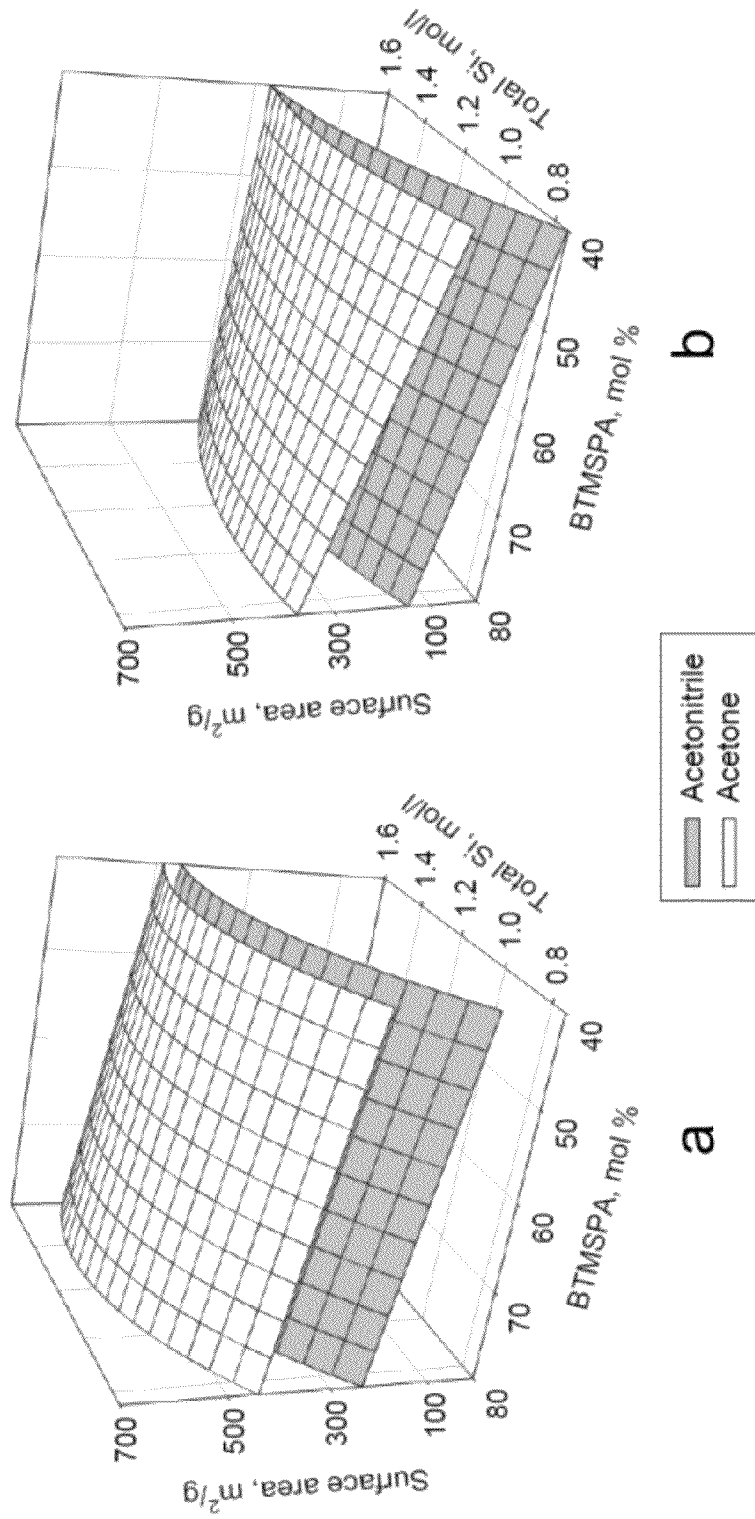 700
500
300
100
Surface area, m²/g
80
70
60
50
40
BTMSPA, mol %
0.8
1.0
1.2
1.4
1.6
Total Si, mol/l
a
700
500
300
100
Surface area, m²/g
80
70
60
50
40
BTMSPA, mol %
0.8
1.0
1.2
1.4
1.6
Total Si, mol/l
b
Acetonitrile
Acetone